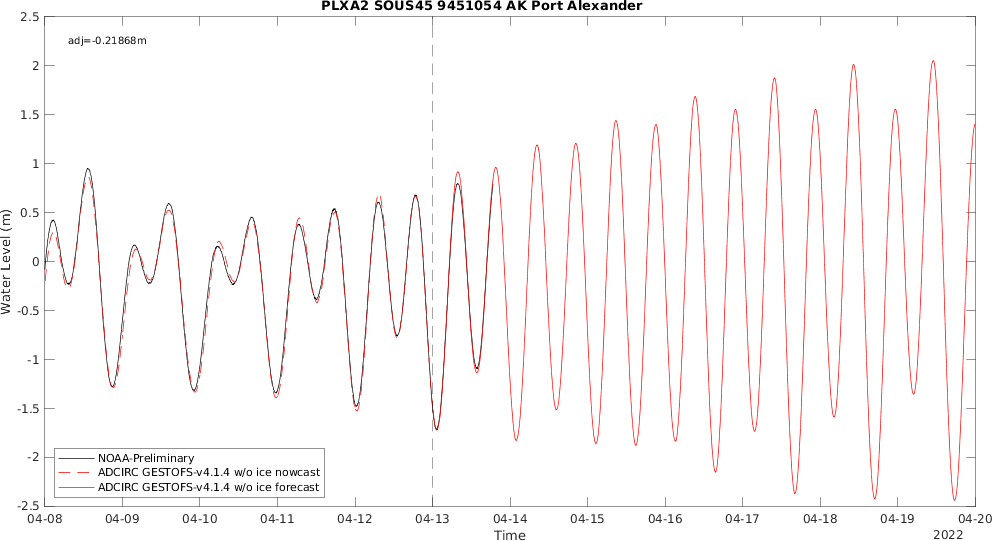 PLXA2 SOUS45 9451054 AK Port Alexander
adj=-0.21868m
2.5
2
1.5
1
0.5
0
-0.5
-1
-1.5
-2
-2.5
Water Level (m)
NOAA-Preliminary
ADCIRC GESTOFS-v4.1.4 w/o ice nowcast
ADCIRC GESTOFS-v4.1.4 w/o ice forecast
04-08 04-09 04-10 04-11 04-12 04-13 04-14 04-15 04-16 04-17 04-18 04-19 04-20
Time
2022